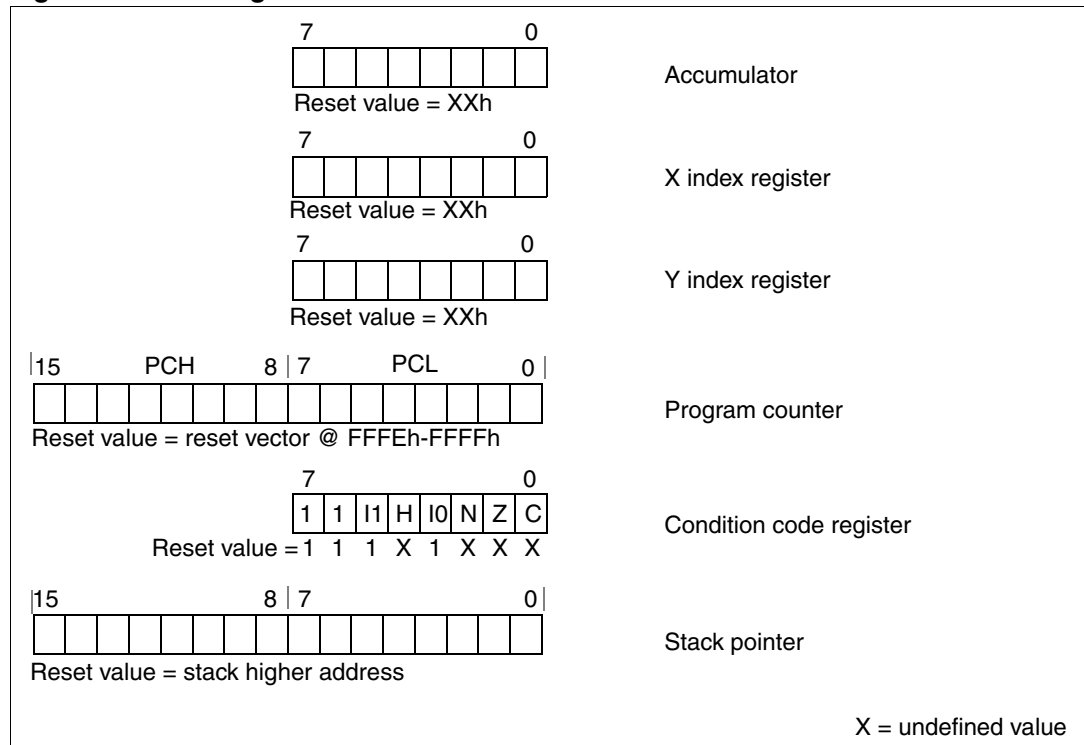 7 0
Accumulator
Reset value = XXh
7 0
X index register
Reset value = XXh
7 0
Y index register
Reset value = XXh
15 PCH 8 7 PCL 0
Program counter
Reset value = reset vector @ FFFEh-FFFFh
7 0
1 1 I1 H I0 N Z C
Condition code register
Reset value = 1 1 1 X 1 X X X
15 8 7 0
Stack pointer
Reset value = stack higher address
X = undefined value